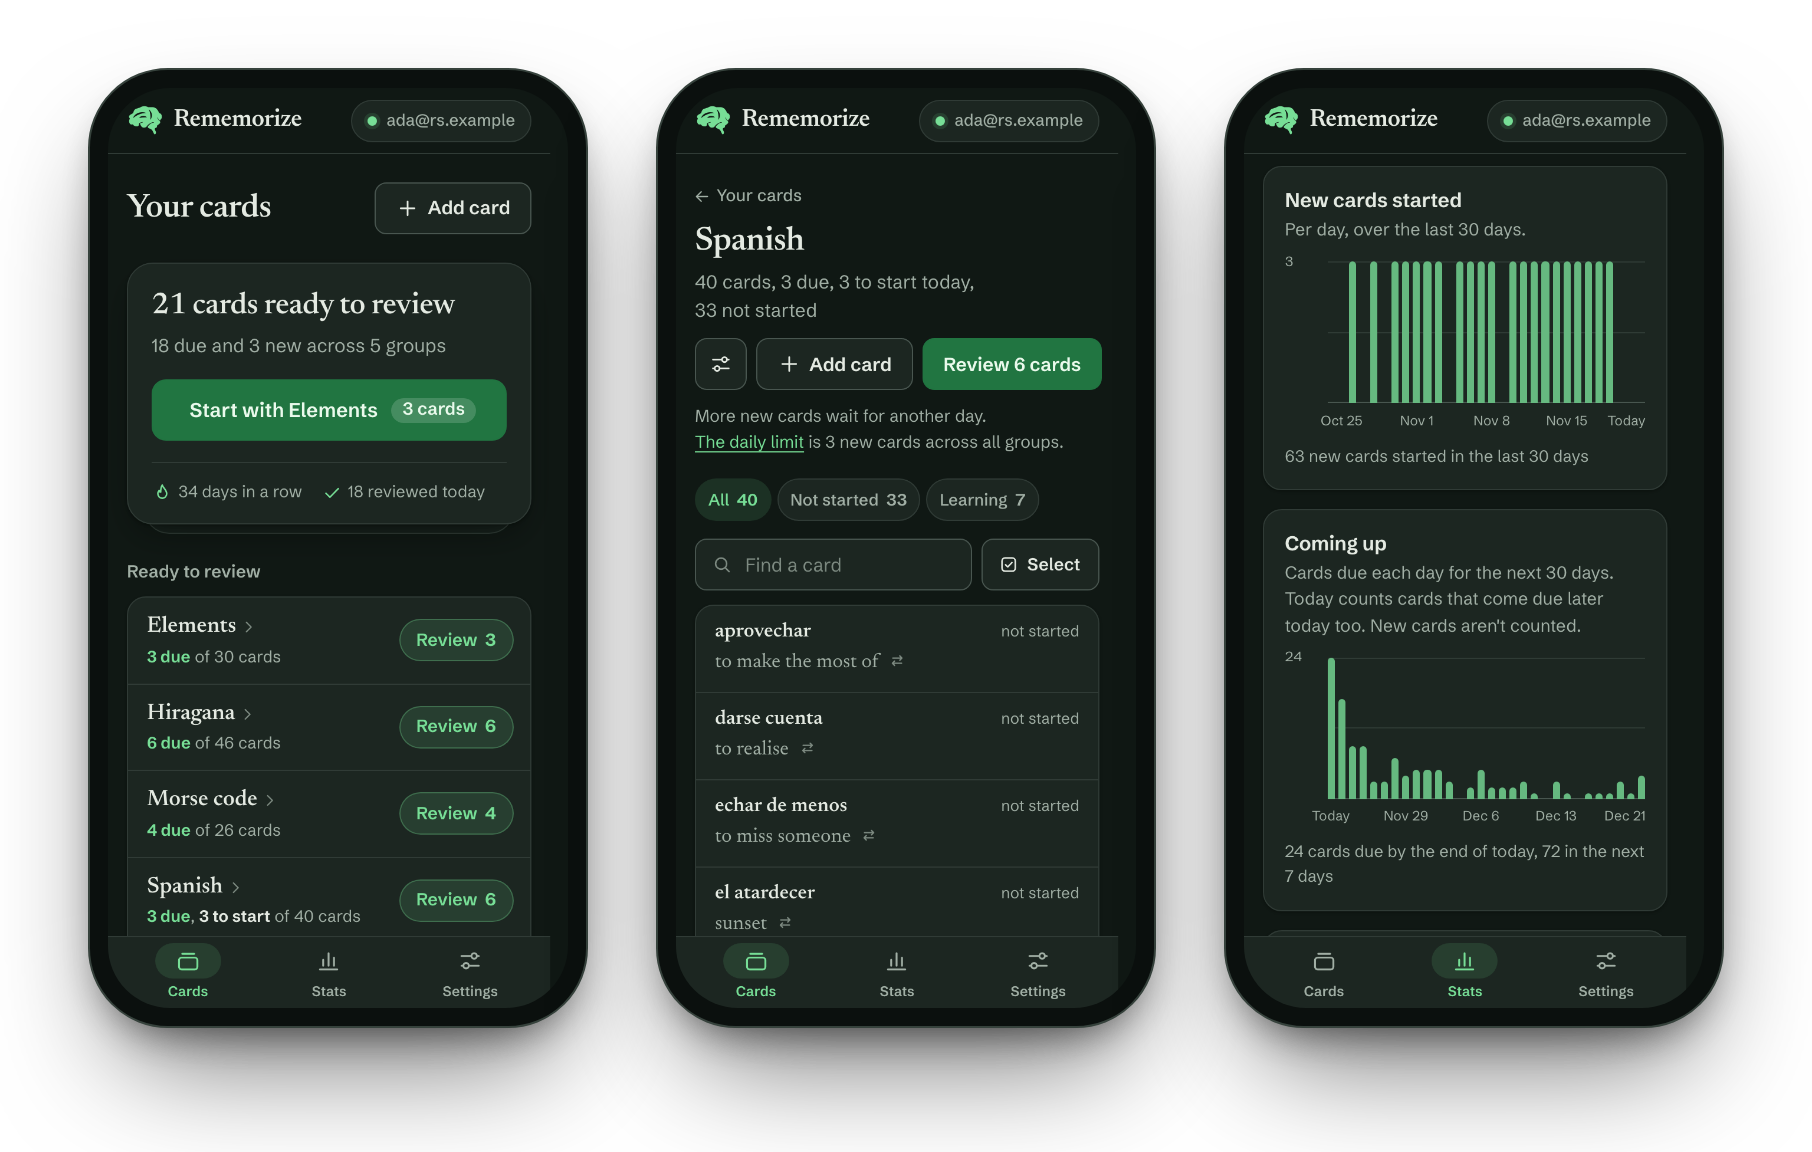 Rememorize
ada@rs.example
Your cards
Add card
21 cards ready to review
18 due and 3 new across 5 groups
Start with Elements 3 cards
34 days in a row 18 reviewed today
Ready to review
Elements
3 due of 30 cards
Review 3
Hiragana
6 due of 46 cards
Review 6
Morse code
4 due of 26 cards
Review 4
Spanish
3 due, 3 to start of 40 cards
Review 6
Cards Stats Settings
Rememorize
ada@rs.example
Your cards
Spanish
40 cards, 3 due, 3 to start today,
33 not started
Add card
Review 6 cards
More new cards wait for another day.
The daily limit is 3 new cards across all groups.
All 40 Not started 33 Learning 7
Find a card
Select
aprovechar not started
to make the most of
darse cuenta not started
to realise
echar de menos not started
to miss someone
el atardecer not started
sunset
Cards Stats Settings
Rememorize
ada@rs.example
New cards started
Per day, over the last 30 days.
3
Oct 25 Nov 1 Nov 8 Nov 15 Today
63 new cards started in the last 30 days
Coming up
Cards due each day for the next 30 days.
Today counts cards that come due later
today too. New cards aren't counted.
24
Today Nov 29 Dec 6 Dec 13 Dec 21
24 cards due by the end of today, 72 in the next
7 days
Cards Stats Settings